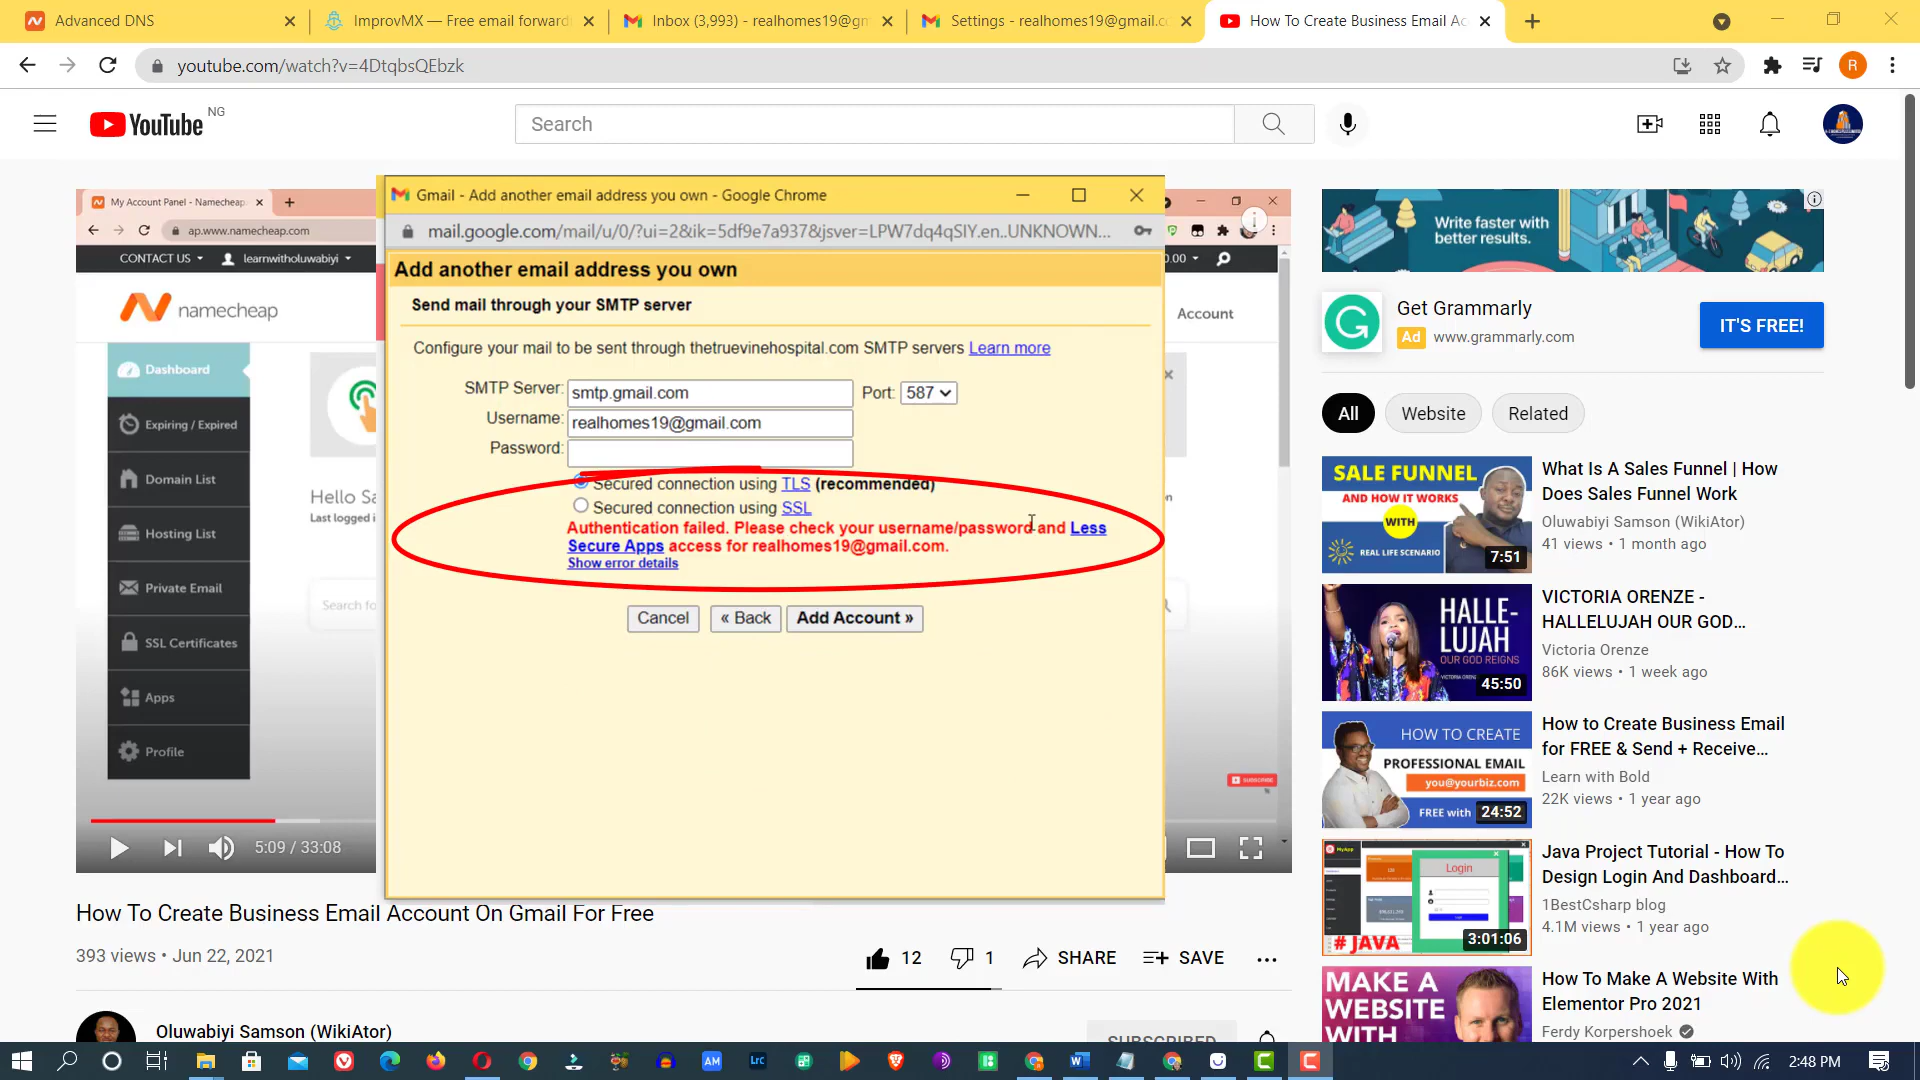 Advanced DNS
ImprovMX — Free email forward
Inbox (3,993) - realhomes19@gm
Settings - realhomes19@gmail.co
How To Create Business Email Ac
youtube.com/watch?v=4DtqbsQEbzk
R
YouTube NG
Search
My Account Panel - Namecheap
ap.www.namecheap.com
CONTACT US
learnwitholuwabiyi
0.00
namecheap
Account
Dashboard
Expiring / Expired
Domain List
Hosting List
Private Email
SSL Certificates
Apps
Profile
Hello Sa
Last logged i
Search fo
SUBSCRIBE
Gmail - Add another email address you own - Google Chrome
mail.google.com/mail/u/0/?ui=2&ik=5df9e7a937&jsver=LPW7dq4qSIY.en..UNKNOWN...
Add another email address you own
Send mail through your SMTP server
Configure your mail to be sent through thetruevinehospital.com SMTP servers Learn more
SMTP Server: smtp.gmail.com Port: 587
Username: realhomes19@gmail.com
Password:
Secured connection using TLS (recommended)
Secured connection using SSL
Authentication failed. Please check your username/password and Less
Secure Apps access for realhomes19@gmail.com.
Show error details
Cancel « Back Add Account »
5:09 / 33:08
How To Create Business Email Account On Gmail For Free
393 views • Jun 22, 2021
12 1 SHARE SAVE
Oluwabiyi Samson (WikiAtor)
SUBSCRIBED
Write faster with
better results.
Get Grammarly
Ad www.grammarly.com
IT'S FREE!
All Website Related
SALE FUNNEL
AND HOW IT WORKS
WITH
REAL LIFE SCENARIO
7:51
What Is A Sales Funnel | How
Does Sales Funnel Work
Oluwabiyi Samson (WikiAtor)
41 views • 1 month ago
HALLE-
LUJAH
OUR GOD REIGNS
45:50
VICTORIA ORENZE -
HALLELUJAH OUR GOD...
Victoria Orenze
86K views • 1 week ago
HOW TO CREATE
PROFESSIONAL EMAIL
you@yourbiz.com
FREE with
24:52
How to Create Business Email
for FREE & Send + Receive...
Learn with Bold
22K views • 1 year ago
Login
# JAVA
3:01:06
Java Project Tutorial - How To
Design Login And Dashboard...
1BestCsharp blog
4.1M views • 1 year ago
MAKE A
WEBSITE
WITH
How To Make A Website With
Elementor Pro 2021
Ferdy Korpershoek
AM
Lrc
2:48 PM